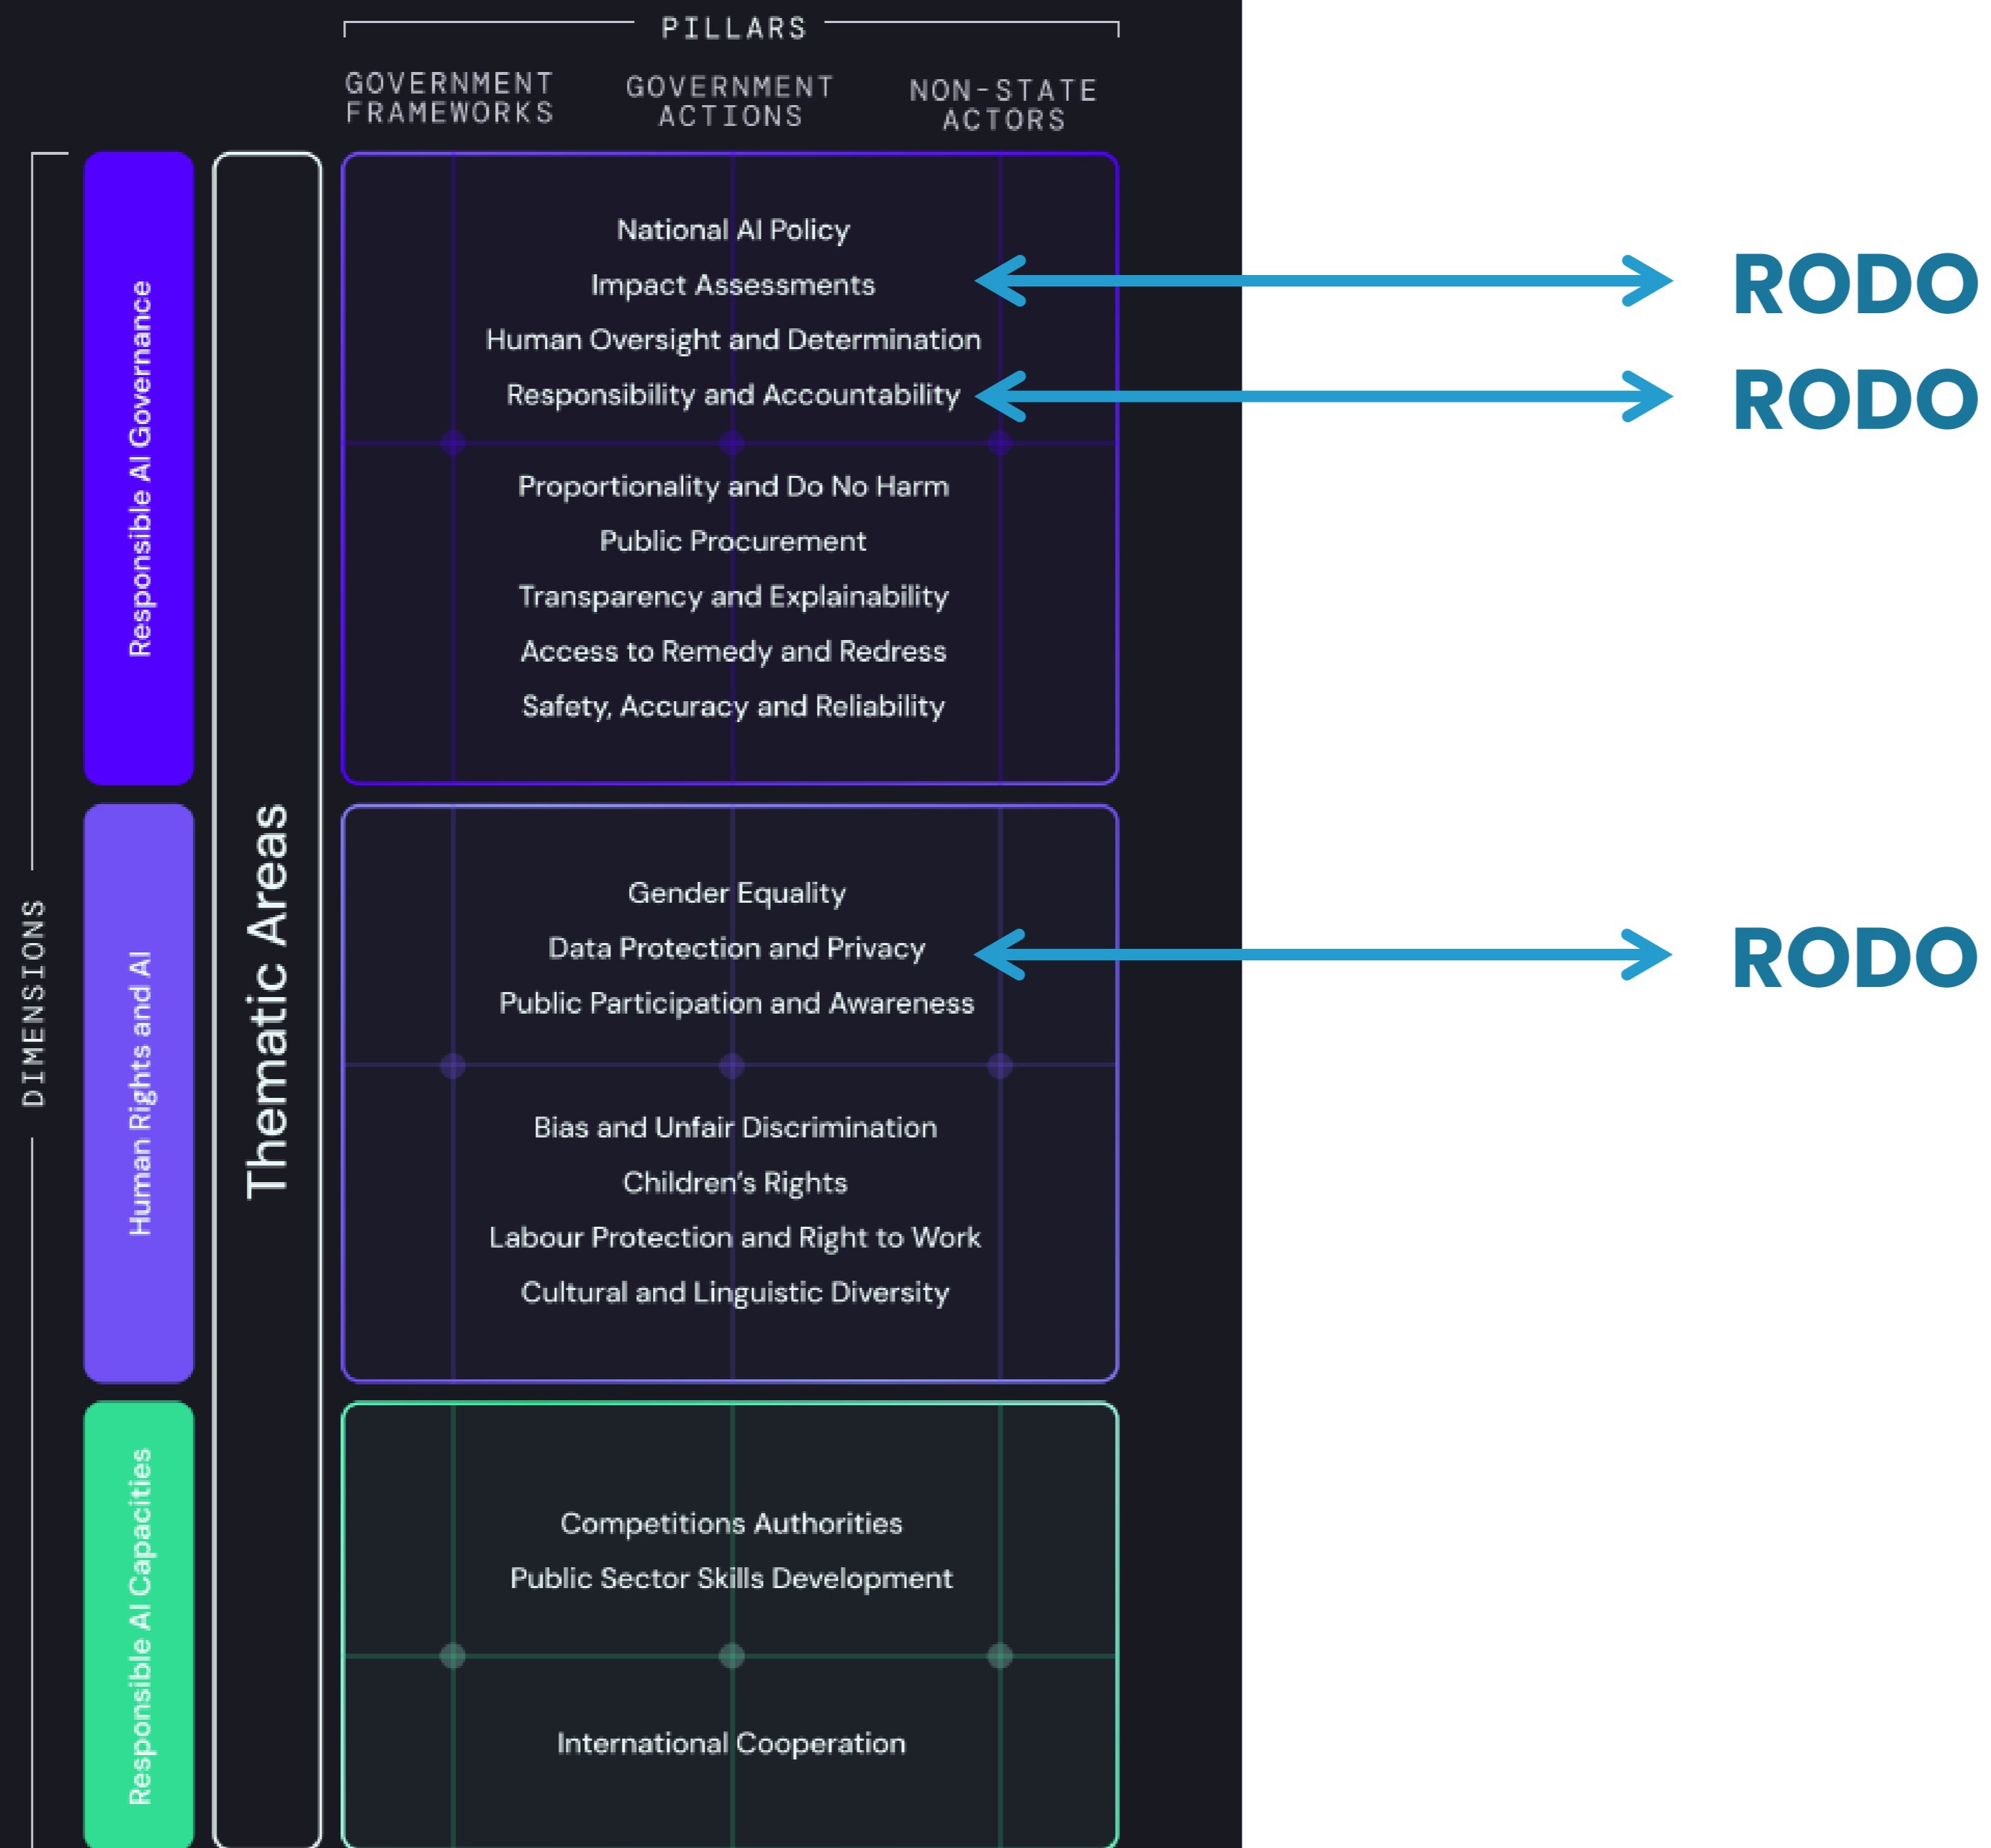 PILLARS
GOVERNMENT
FRAMEWORKS
GOVERNMENT
ACTIONS
NON-STATE
ACTORS
DIMENSIONS
Thematic Areas
Responsible AI Governance
National AI Policy
Impact Assessments
RODO
Human Oversight and Determination
Responsibility and Accountability
RODO
Proportionality and Do No Harm
Public Procurement
Transparency and Explainability
Access to Remedy and Redress
Safety, Accuracy and Reliability
Human Rights and AI
Gender Equality
Data Protection and Privacy
RODO
Public Participation and Awareness
Bias and Unfair Discrimination
Children's Rights
Labour Protection and Right to Work
Cultural and Linguistic Diversity
Responsible AI Capacities
Competitions Authorities
Public Sector Skills Development
International Cooperation